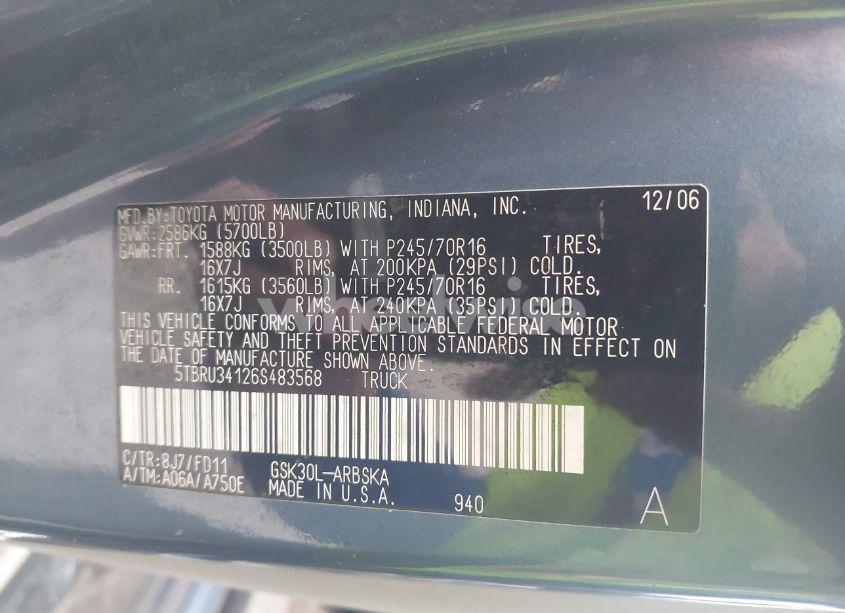 MFD.BY:TOYOTA MOTOR MANUFACTURING, INDIANA, INC. 12/06
GVWR:2586KG (5700LB)
GAWR:FRT. 1588KG (3500LB) WITH P245/70R16 TIRES,
16X7J RIMS, AT 200KPA (29PSI) COLD.
RR. 1615KG (3560LB) WITH P245/70R16 TIRES,
16X7J RIMS, AT 240KPA (35PSI) COLD.
THIS VEHICLE CONFORMS TO ALL APPLICABLE FEDERAL MOTOR
VEHICLE SAFETY AND THEFT PREVENTION STANDARDS IN EFFECT ON
THE DATE OF MANUFACTURE SHOWN ABOVE.
5TBRU34126S483568 TRUCK
C/TR:8J7/FD11 GSK30L-ARBSKA
A/TM:A06A/A750E MADE IN U.S.A. 940 A